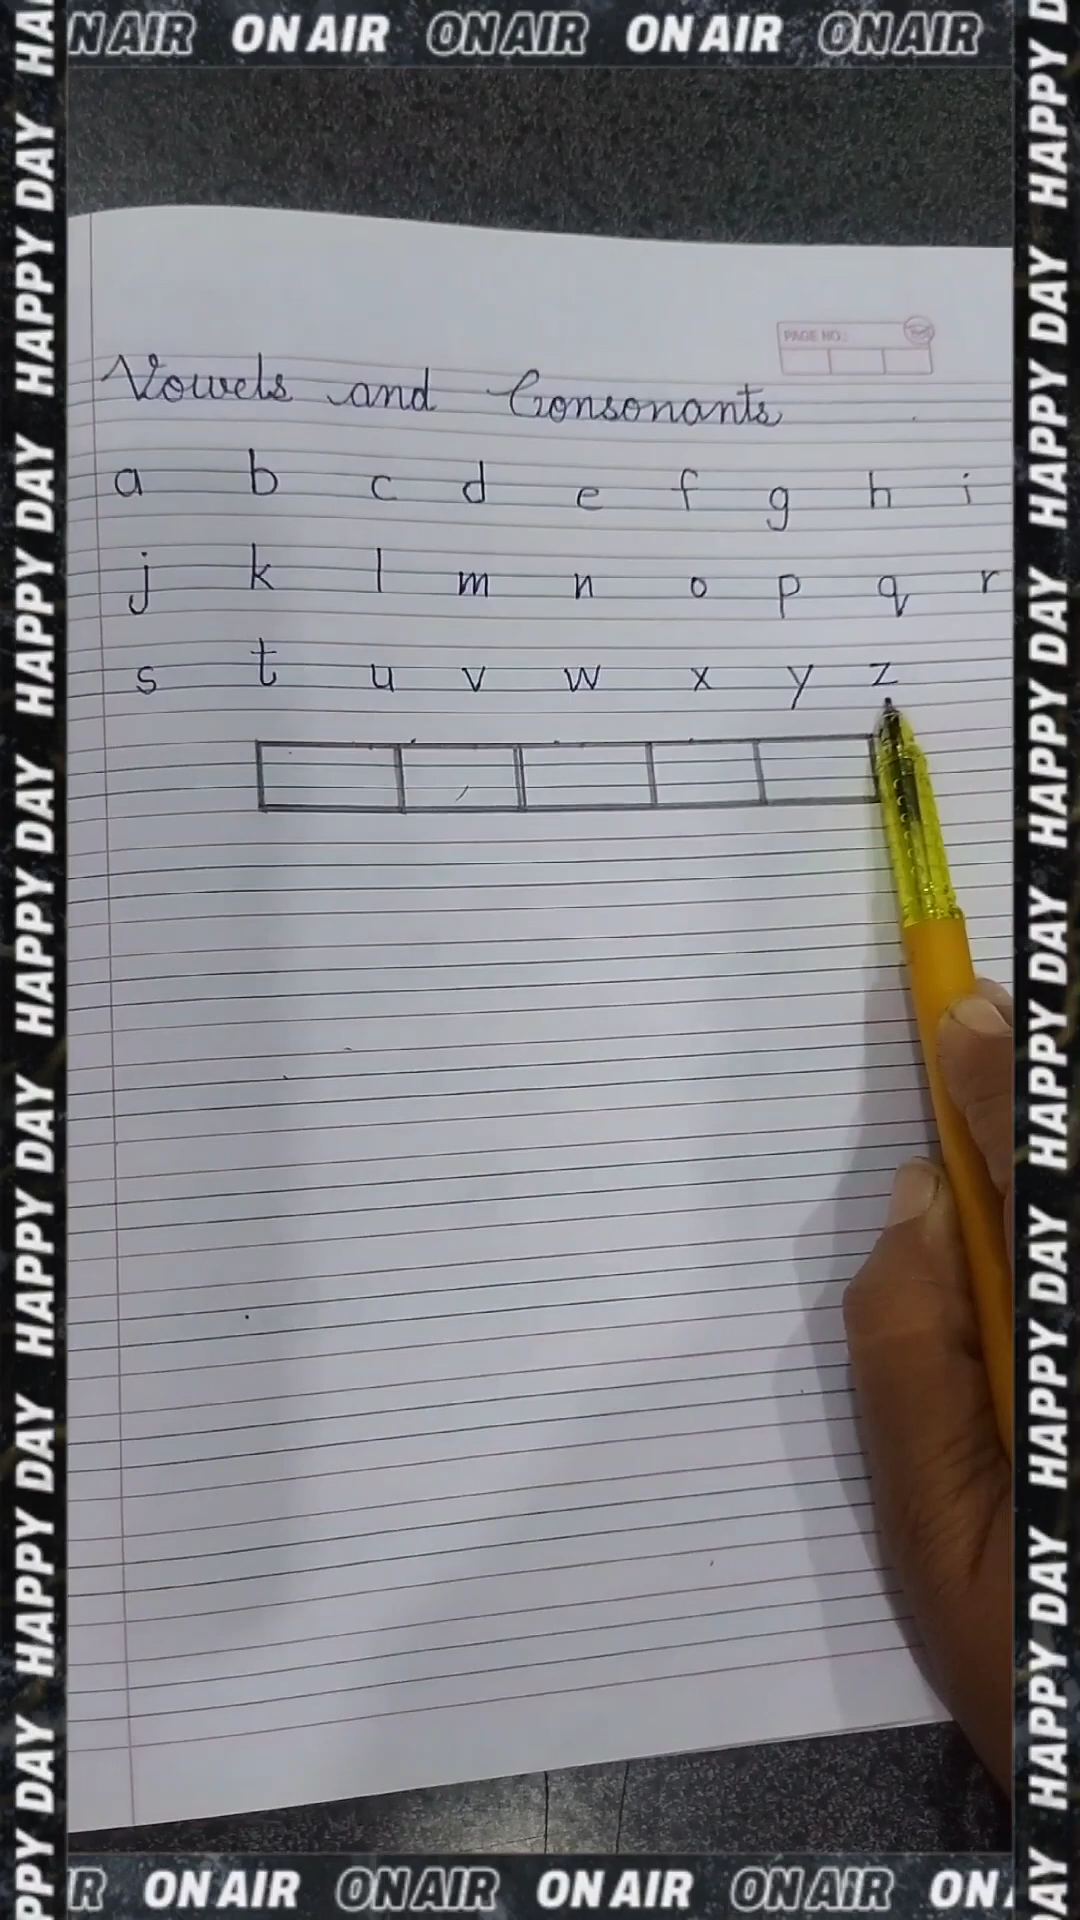 N AIR ON AIR ON AIR ON AIR ON AIR
HAPPY DAY HAPPY DAY HAPPY DAY HAPPY DAY HAPPY DAY
PAGE NO.:
Vowels and Consonants
a b c d e f g h i
j k l m n o p q r
s t u v w x y z
HAPPY DAY HAPPY DAY HAPPY DAY HAPPY DAY HAPPY DAY
R ON AIR ON AIR ON AIR ON AIR ON